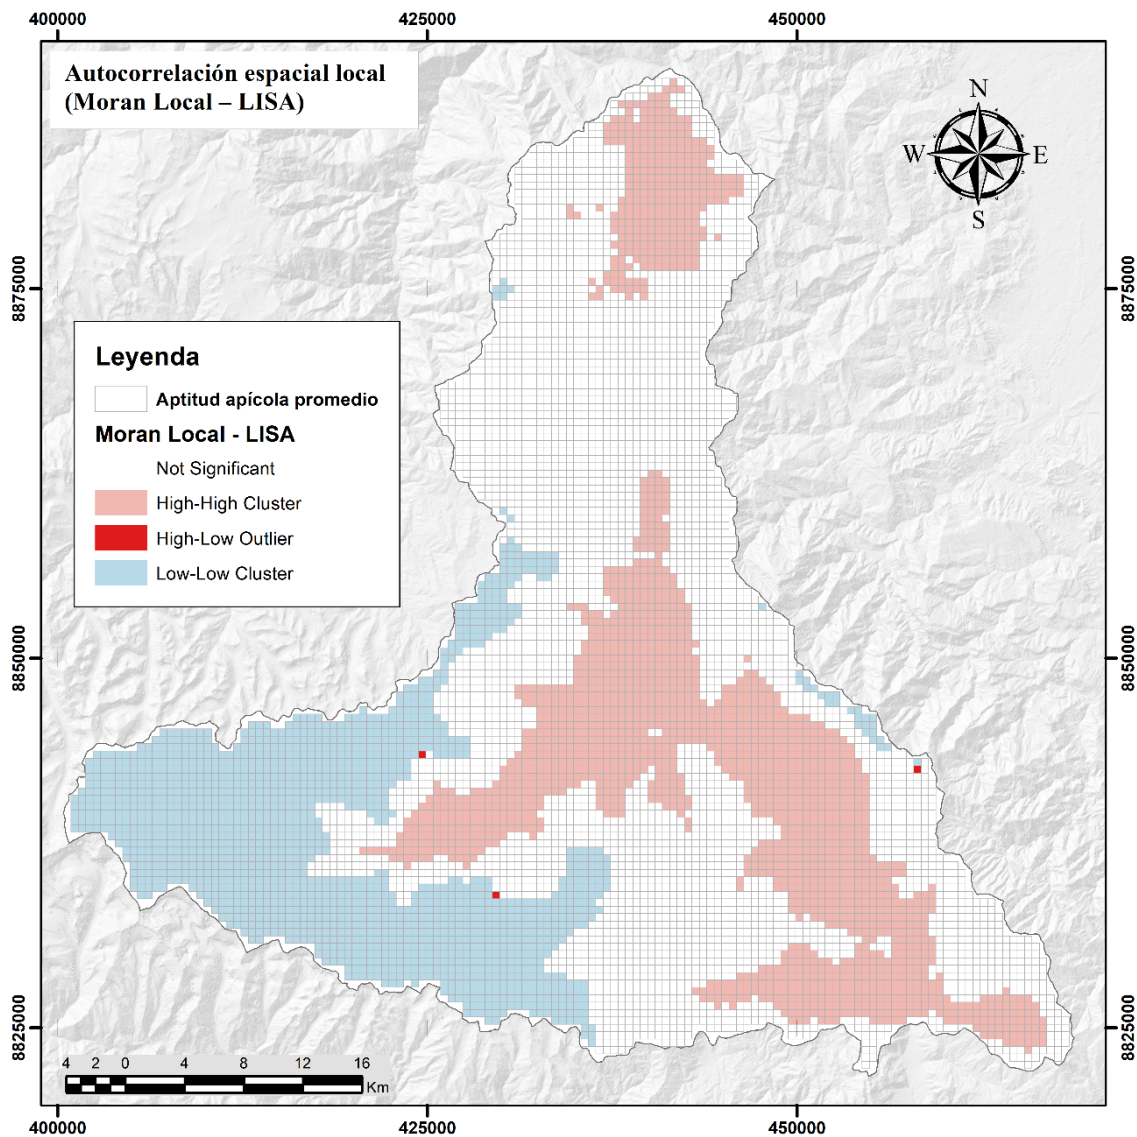 400000 425000 450000
Autocorrelación espacial local
(Moran Local – LISA)
N
W E
S
8875000 8875000
Leyenda
Aptitud apícola promedio
Moran Local - LISA
Not Significant
High-High Cluster
High-Low Outlier
Low-Low Cluster
8850000 8850000
8825000 8825000
4 2 0 4 8 12 16
Km
400000 425000 450000